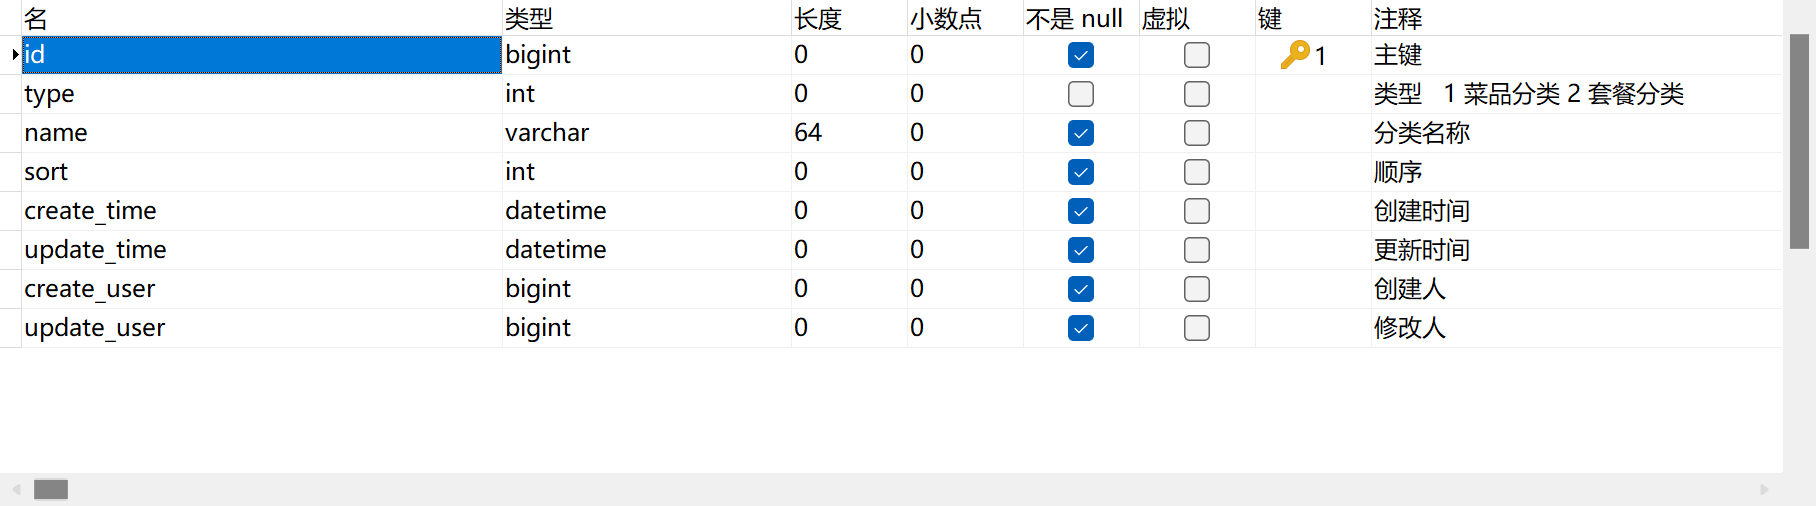 名 类型 长度 小数点 不是 null 虚拟 键 注释
id bigint 0 0 1 主键
type int 0 0 类型 1 菜品分类 2 套餐分类
name varchar 64 0 分类名称
sort int 0 0 顺序
create_time datetime 0 0 创建时间
update_time datetime 0 0 更新时间
create_user bigint 0 0 创建人
update_user bigint 0 0 修改人